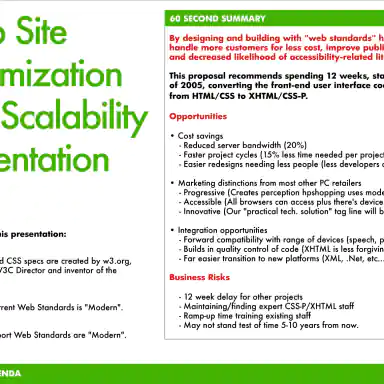 Site
mization
Scalability
entation
is presentation:
d CSS specs are created by w3.org,
Director and inventor of the
rent Web Standards is "Modern".
port Web Standards are "Modern".
ENDA
60 SECOND SUMMARY
By designing and building with "web standards" h
handle more customers for less cost, improve publi
and decreased likelihood of accessibility-related lit
This proposal recommends spending 12 weeks, sta
of 2005, converting the front-end user interface co
from HTML/CSS to XHTML/CSS-P.
Opportunities
• Cost savings
- Reduced server bandwidth (20%)
- Faster project cycles (15% less time needed per project
- Easier redesigns needing less people (less developers a
• Marketing distinctions from most other PC retailers
- Progressive (Creates perception hpshopping uses mode
- Accessible (All browsers can access plus there's device
- Innovative (Our "practical tech. solution" tag line will b
• Integration opportunities
- Forward compatibility with range of devices (speech, p
- Builds in quality control of code (XHTML is less forgivin
- Far easier transition to new platforms (XML, .Net, etc...
Business Risks
- 12 week delay for other projects
- Maintaining/finding expert CSS-P/XHTML staff
- Ramp-up time training existing staff
- May not stand test of time 5-10 years from now.